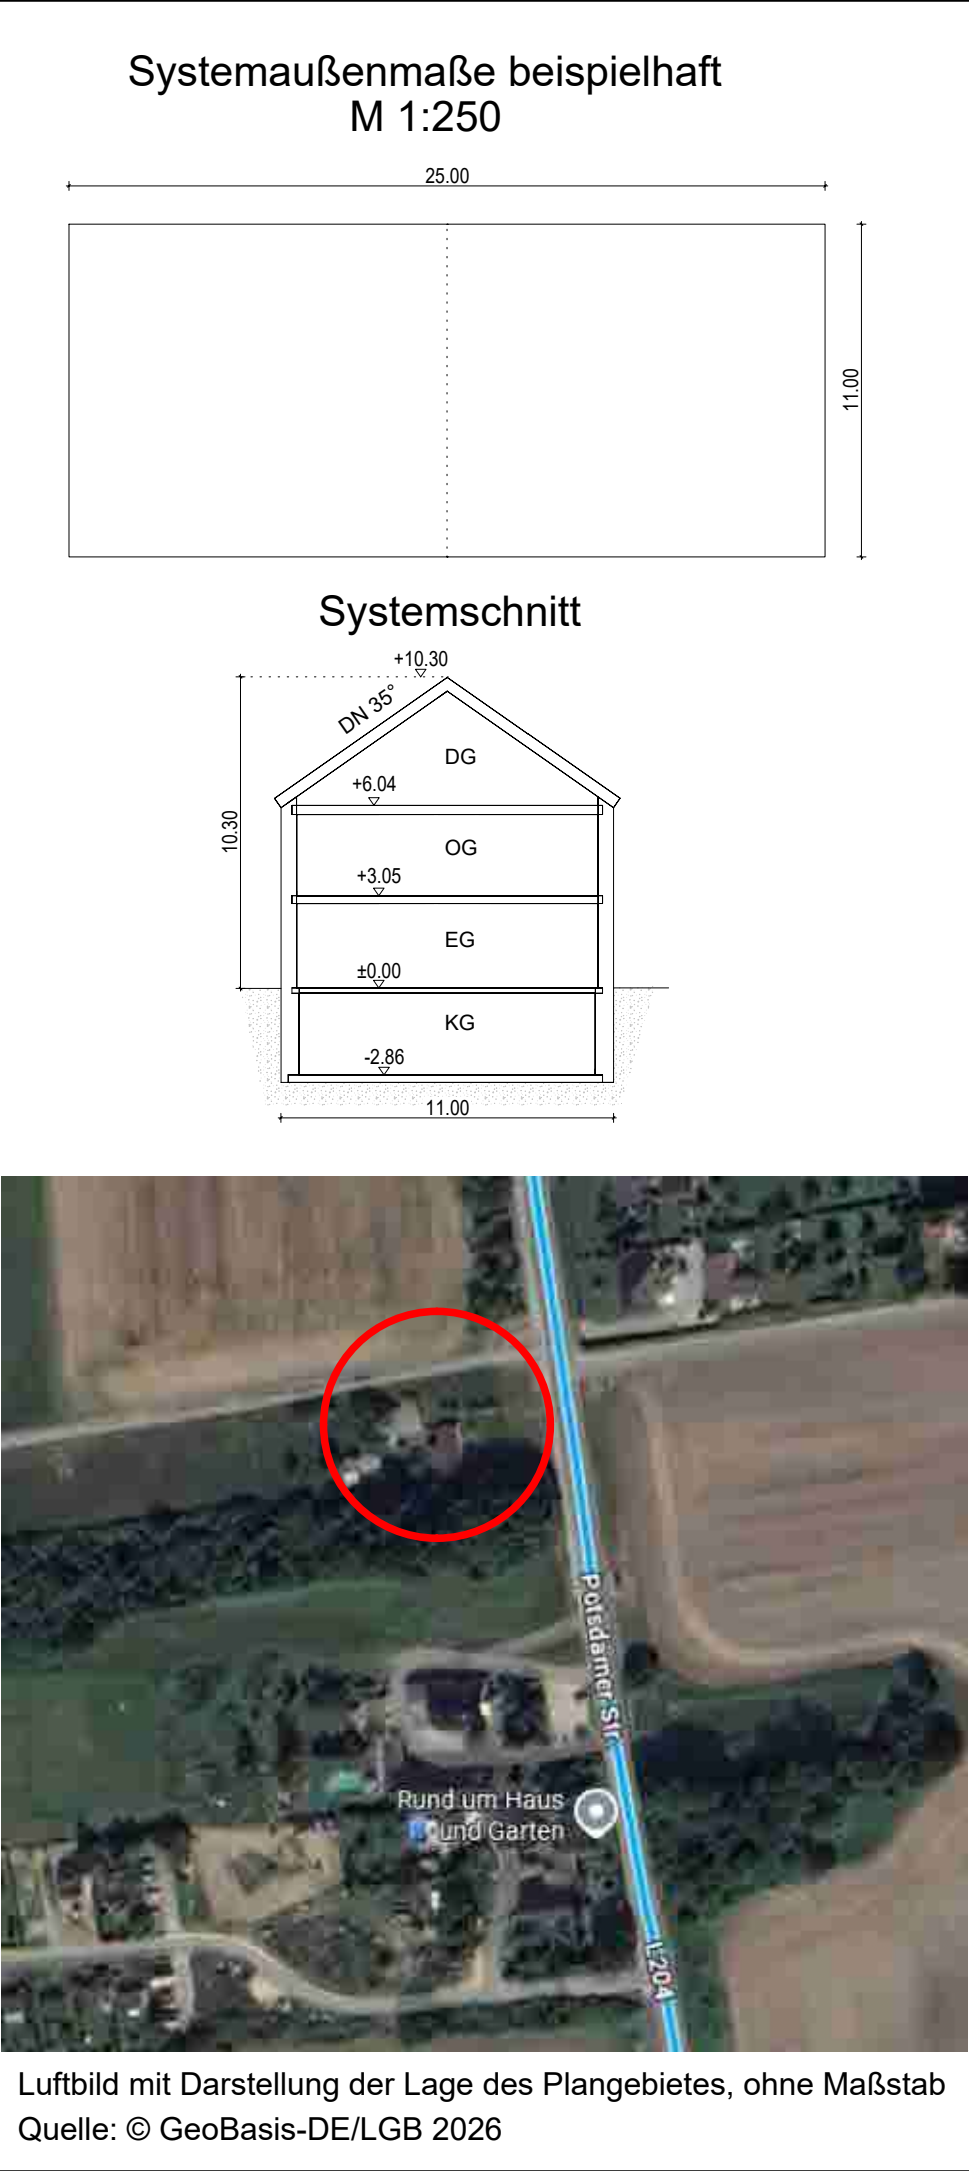 Systemaußenmaße beispielhaft
M 1:250
25.00
11.00
Systemschnitt
+10.30
DN 35°
DG
+6.04
10.30
OG
+3.05
EG
±0.00
KG
-2.86
11.00
Potsdamer Str.
Rund um Haus
und Garten
L 204
Luftbild mit Darstellung der Lage des Plangebietes, ohne Maßstab
Quelle: © GeoBasis-DE/LGB 2026